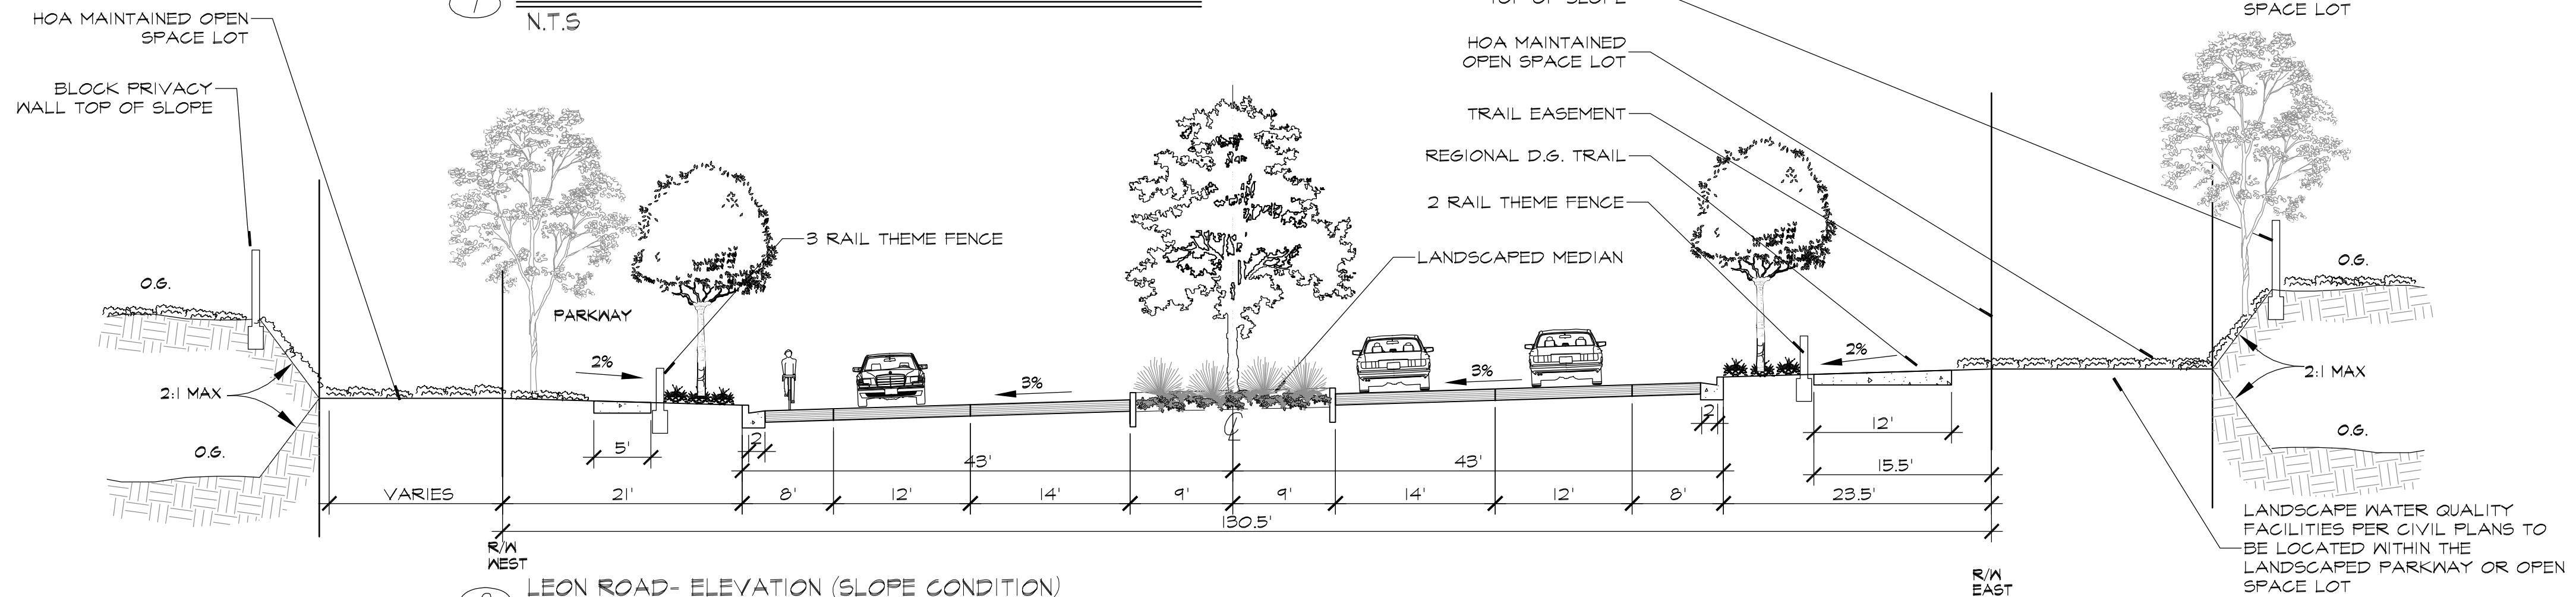 N.T.S
HOA MAINTAINED OPEN
SPACE LOT
BLOCK PRIVACY
WALL TOP OF SLOPE
O.G.
2:1 MAX
O.G.
PARKWAY
2%
3 RAIL THEME FENCE
3%
LANDSCAPED MEDIAN
TOP OF SLOPE
HOA MAINTAINED
OPEN SPACE LOT
TRAIL EASEMENT
REGIONAL D.G. TRAIL
2 RAIL THEME FENCE
3%
2%
SPACE LOT
O.G.
2:1 MAX
O.G.
5'
2
43'
43'
2
12'
15.5'
VARIES
21'
8'
12'
14'
9'
9'
14'
12'
8'
23.5'
130.5'
R/W
WEST
R/W
EAST
LANDSCAPE WATER QUALITY
FACILITIES PER CIVIL PLANS TO
BE LOCATED WITHIN THE
LANDSCAPED PARKWAY OR OPEN
SPACE LOT
LEON ROAD- ELEVATION (SLOPE CONDITION)